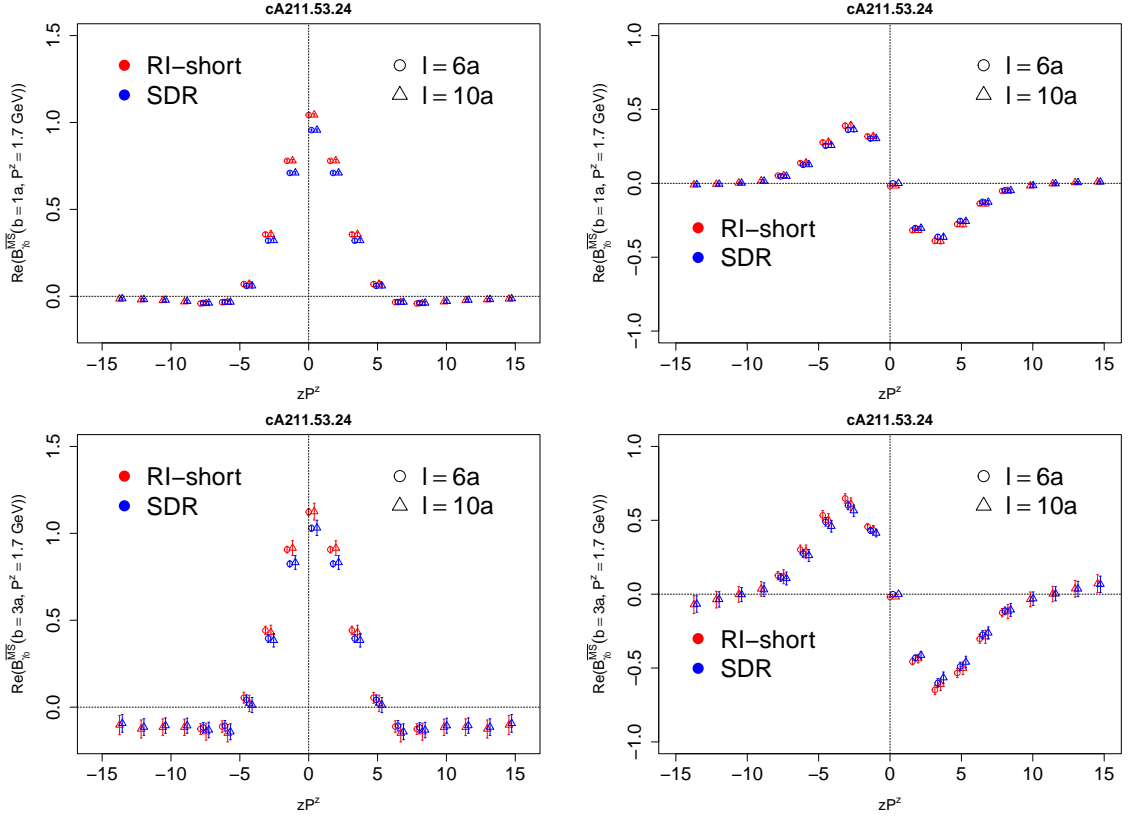 cA211.53.24
Re(B^{\overline{MS}}_{γ₀}(b = 1a, P^z = 1.7 GeV))
1.5
1.0
0.5
0.0
RI−short
SDR
l = 6a
l = 10a
−15 −10 −5 0 5 10 15
zP^z
cA211.53.24
Re(B^{\overline{MS}}_{γ₀}(b = 1a, P^z = 1.7 GeV))
1.0
0.5
0.0
−0.5
−1.0
l = 6a
l = 10a
RI−short
SDR
−15 −10 −5 0 5 10 15
zP^z
cA211.53.24
Re(B^{\overline{MS}}_{γ₀}(b = 3a, P^z = 1.7 GeV))
1.5
1.0
0.5
0.0
RI−short
SDR
l = 6a
l = 10a
−15 −10 −5 0 5 10 15
zP^z
cA211.53.24
Re(B^{\overline{MS}}_{γ₀}(b = 3a, P^z = 1.7 GeV))
1.0
0.5
0.0
−0.5
−1.0
l = 6a
l = 10a
RI−short
SDR
−15 −10 −5 0 5 10 15
zP^z